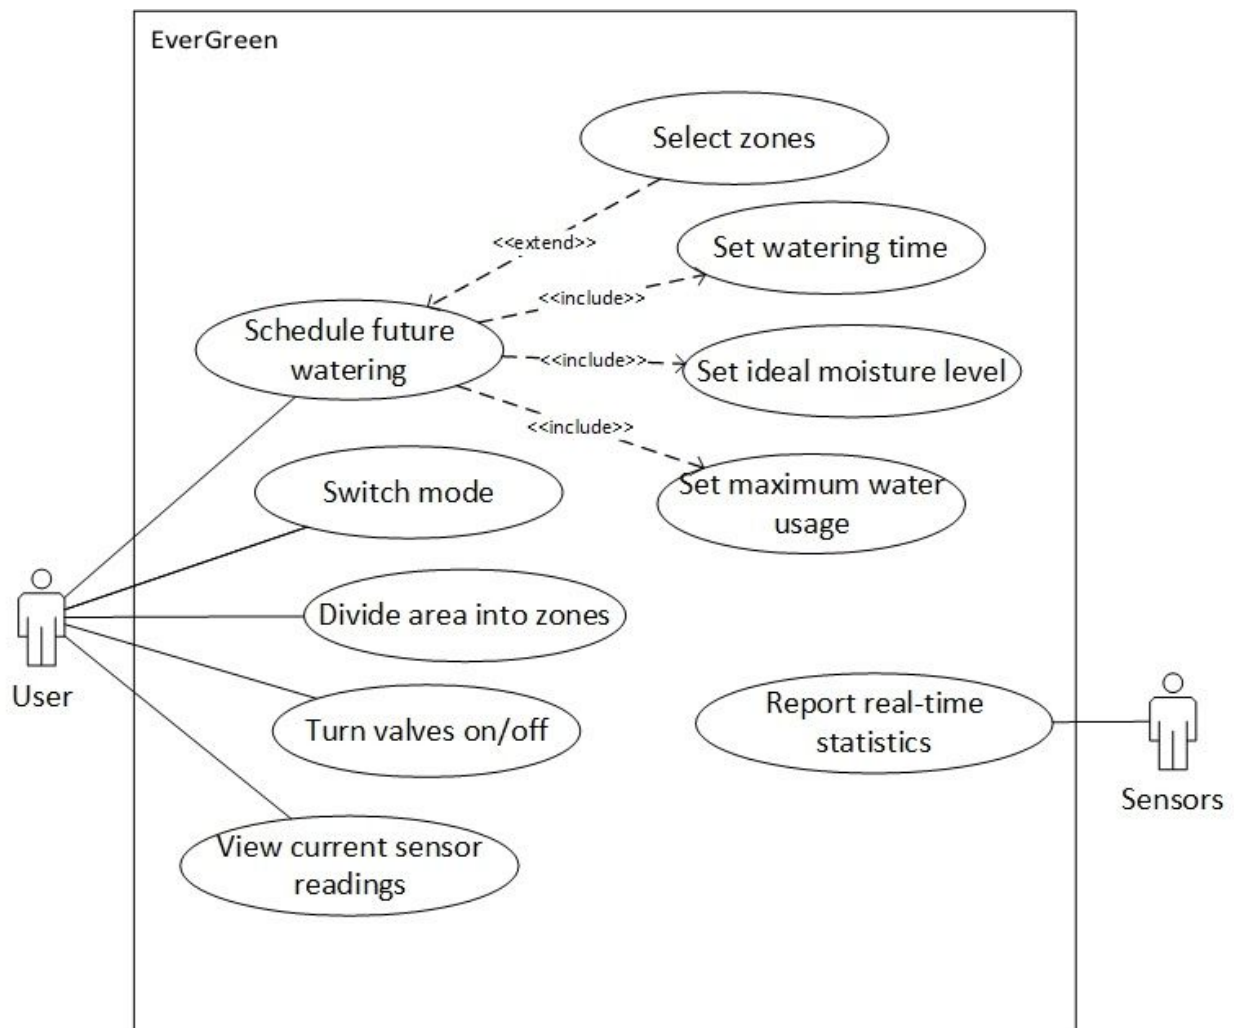 EverGreen
Select zones
<<extend>>
Set watering time
<<include>>
Schedule future
watering
<<include>>
Set ideal moisture level
<<include>>
Set maximum water
usage
Switch mode
Divide area into zones
User
Turn valves on/off
Report real-time
statistics
Sensors
View current sensor
readings